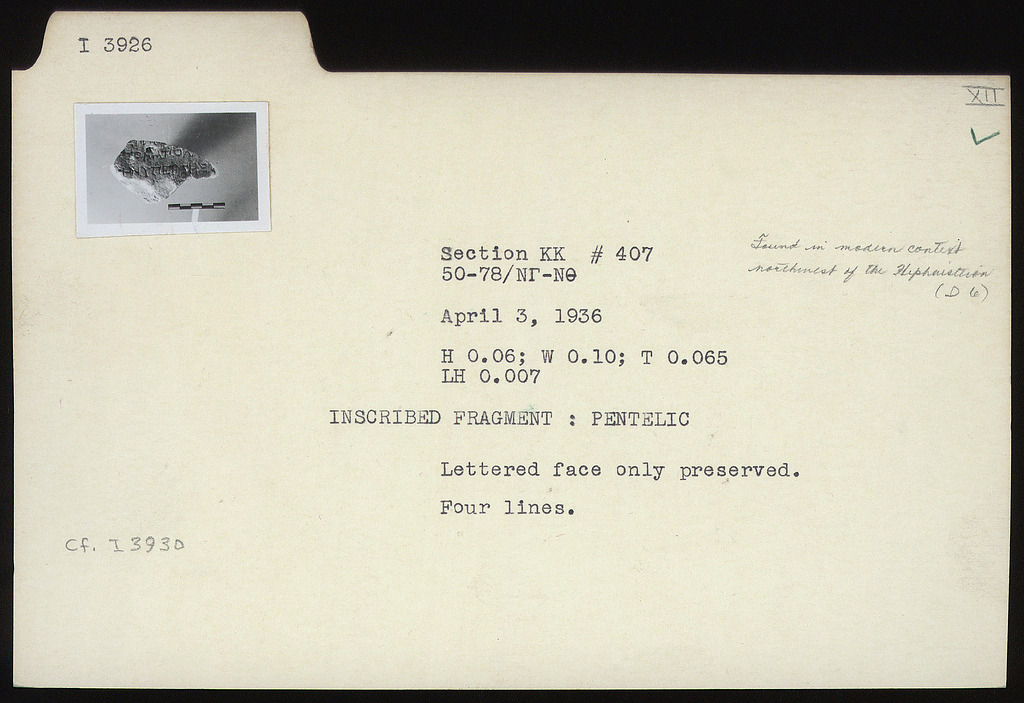 I 3926
XII
Section KK # 407
50-78/ΝΓ-ΝΘ
Found in modern context
northwest of the Hephaisteion
(D 6)
April 3, 1936
H 0.06; W 0.10; T 0.065
LH 0.007
INSCRIBED FRAGMENT : PENTELIC
Lettered face only preserved.
Four lines.
Cf. I 3930